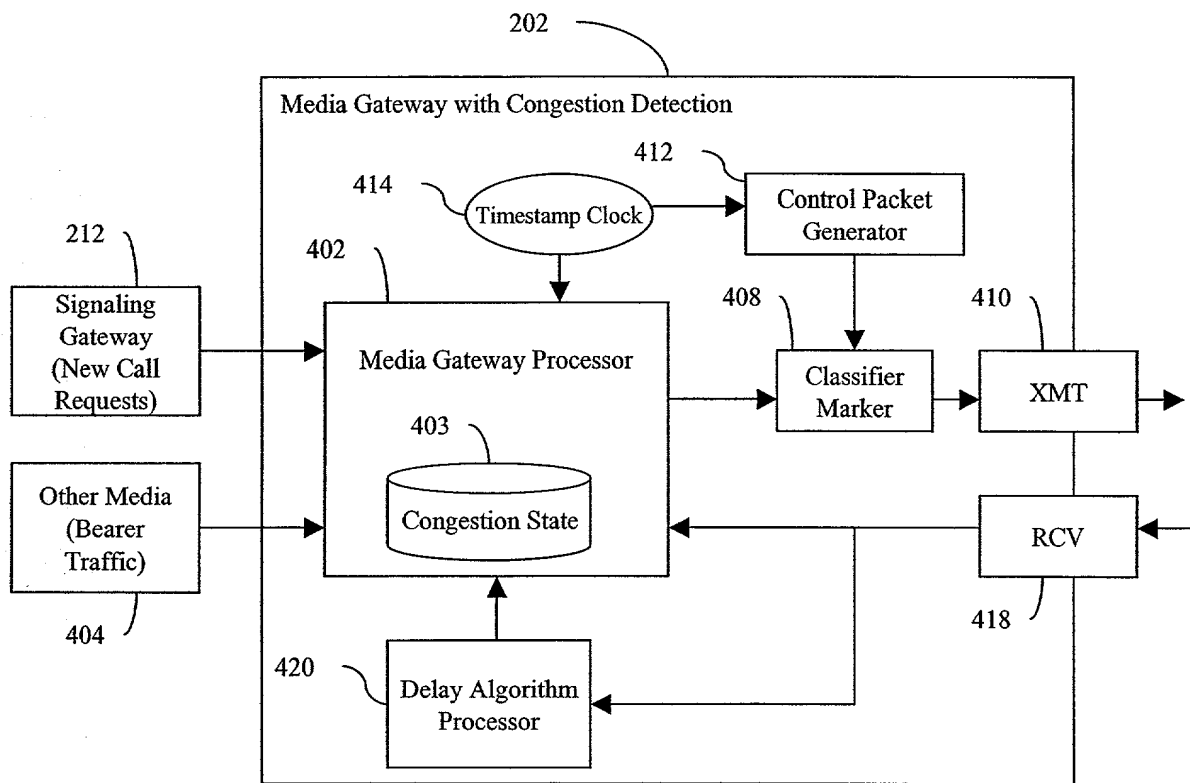 202
Media Gateway with Congestion Detection
412
414
Timestamp Clock
Control Packet
Generator
212
402
408
410
Signaling
Gateway
(New Call
Requests)
Media Gateway Processor
Classifier
Marker
XMT
403
Congestion State
Other Media
(Bearer
Traffic)
RCV
404
418
420
Delay Algorithm
Processor